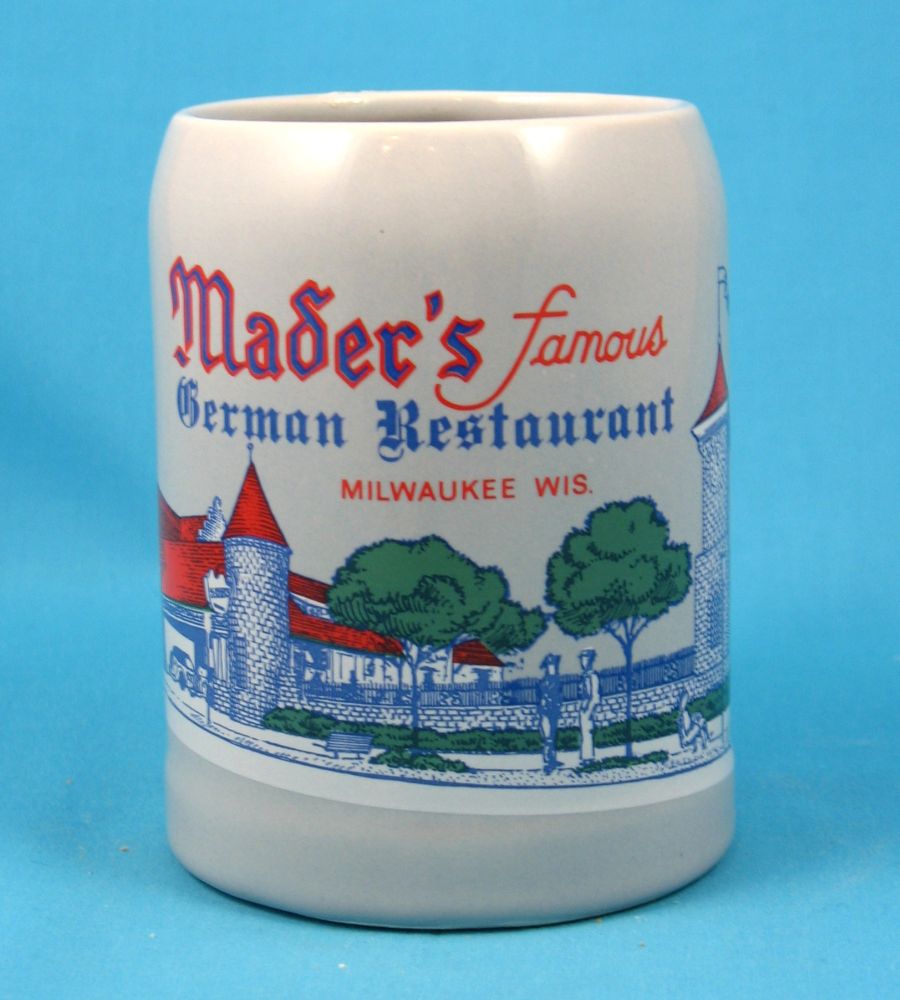 Mader's famous
German Restaurant
MILWAUKEE WIS.